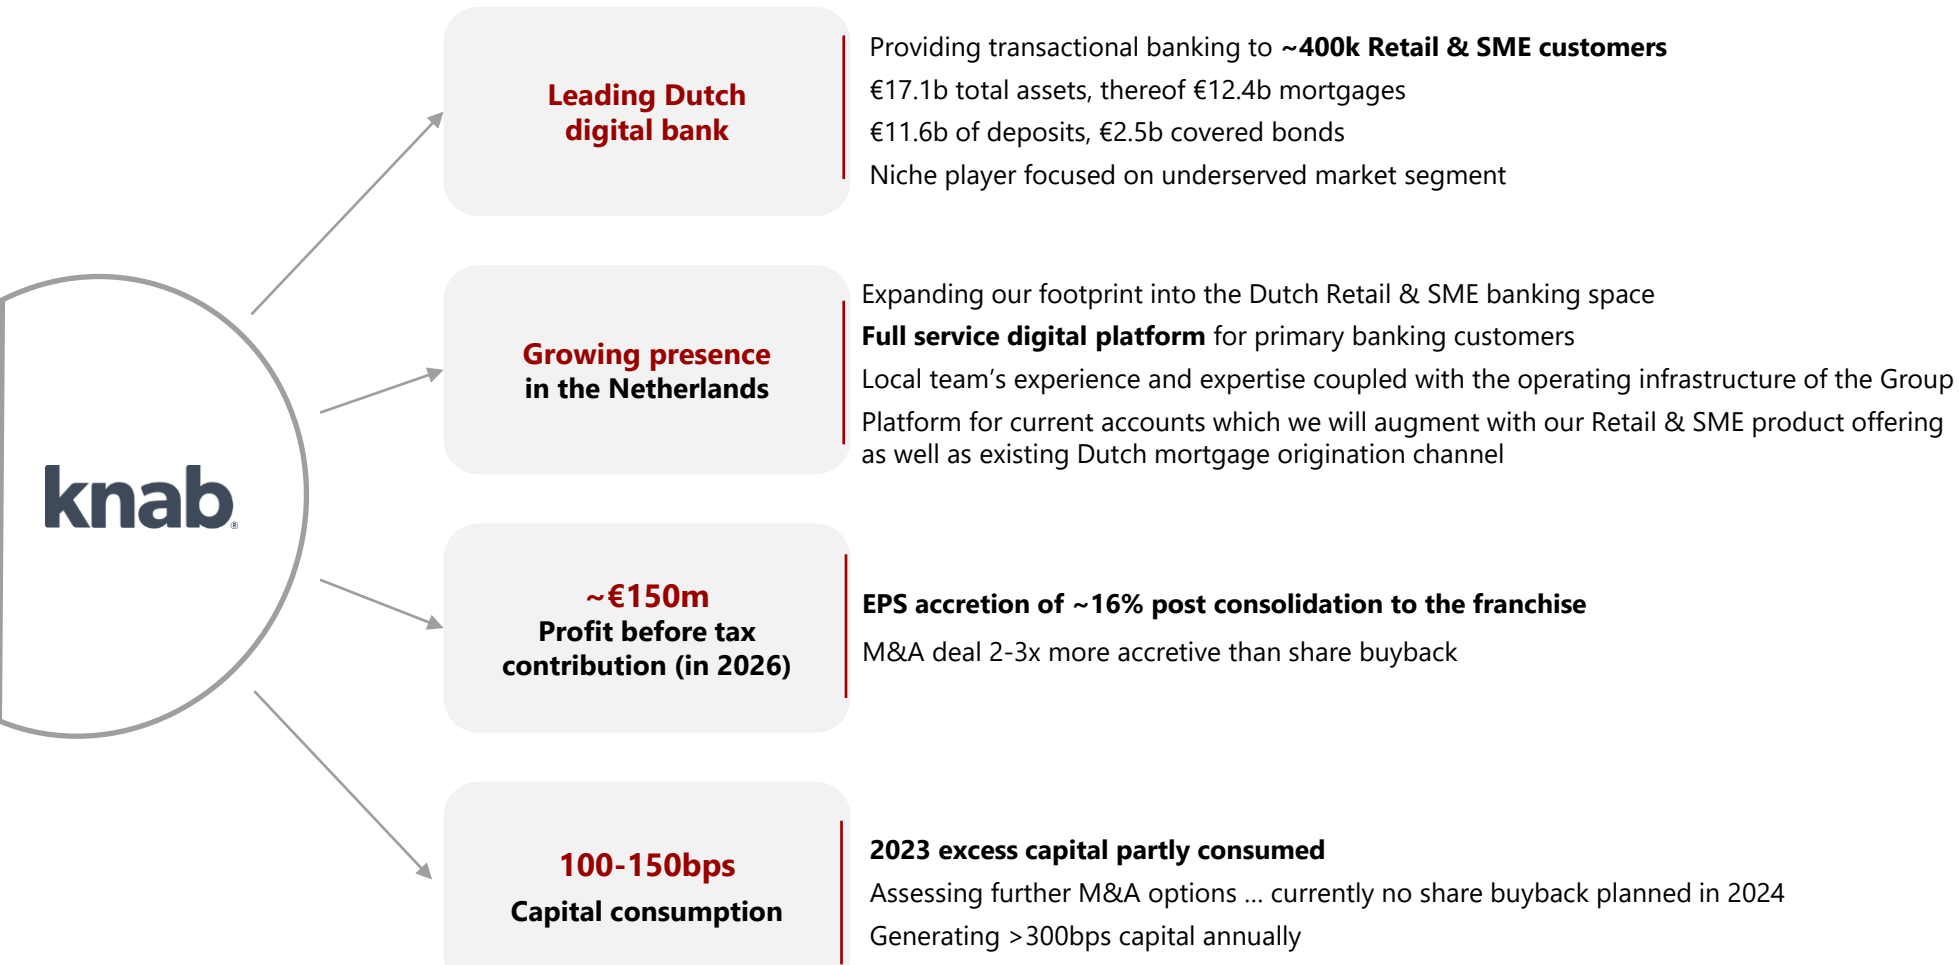 knab®
Leading Dutch
digital bank
Providing transactional banking to ~400k Retail & SME customers
€17.1b total assets, thereof €12.4b mortgages
€11.6b of deposits, €2.5b covered bonds
Niche player focused on underserved market segment
Growing presence
in the Netherlands
Expanding our footprint into the Dutch Retail & SME banking space
Full service digital platform for primary banking customers
Local team’s experience and expertise coupled with the operating infrastructure of the Group
Platform for current accounts which we will augment with our Retail & SME product offering
as well as existing Dutch mortgage origination channel
~€150m
Profit before tax
contribution (in 2026)
EPS accretion of ~16% post consolidation to the franchise
M&A deal 2-3x more accretive than share buyback
100-150bps
Capital consumption
2023 excess capital partly consumed
Assessing further M&A options ... currently no share buyback planned in 2024
Generating >300bps capital annually